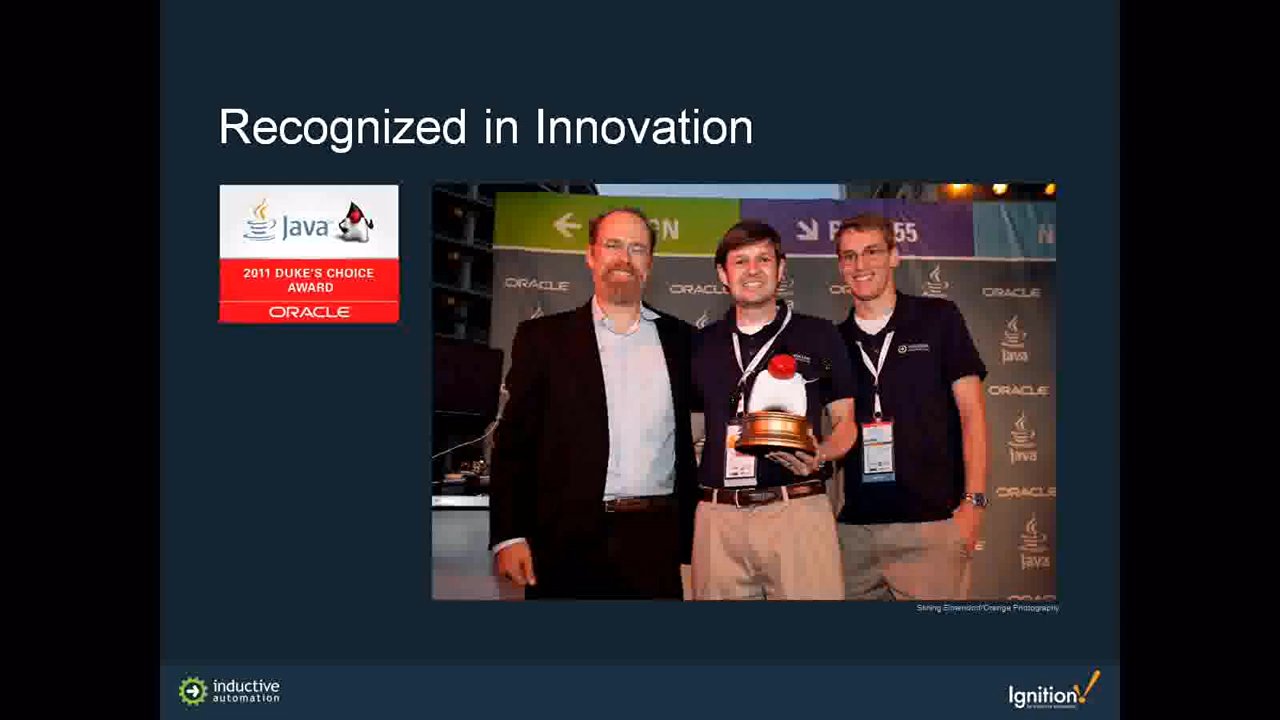 Recognized in Innovation
Java
2011 DUKE'S CHOICE
AWARD
ORACLE
ORACLE
ORACLE
ORACLE
Java
ORACLE
Java
ORACLE
Java
inductive
automation
Ignition!